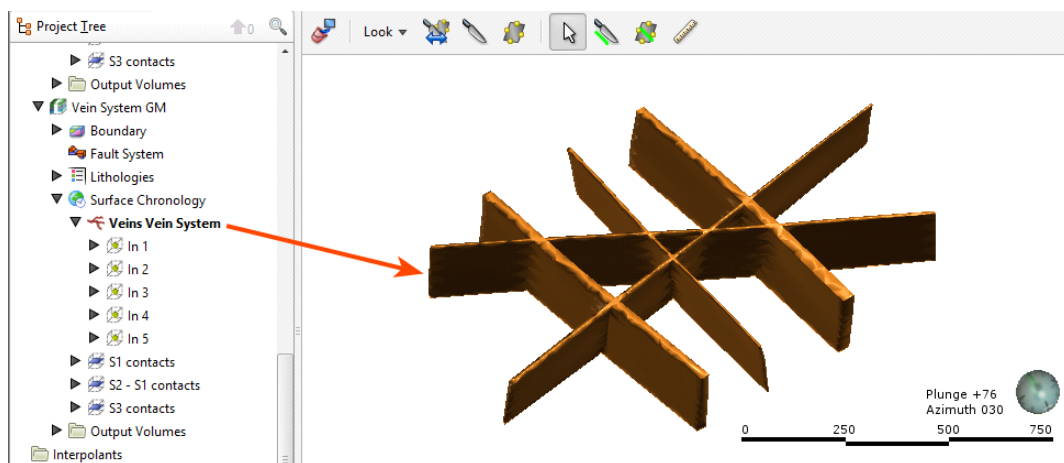 Project Tree
0
Look
S3 contacts
Output Volumes
Vein System GM
Boundary
Fault System
Lithologies
Surface Chronology
Veins Vein System
In 1
In 2
In 3
In 4
In 5
S1 contacts
S2 - S1 contacts
S3 contacts
Output Volumes
Interpolants
Plunge +76
Azimuth 030
0 250 500 750